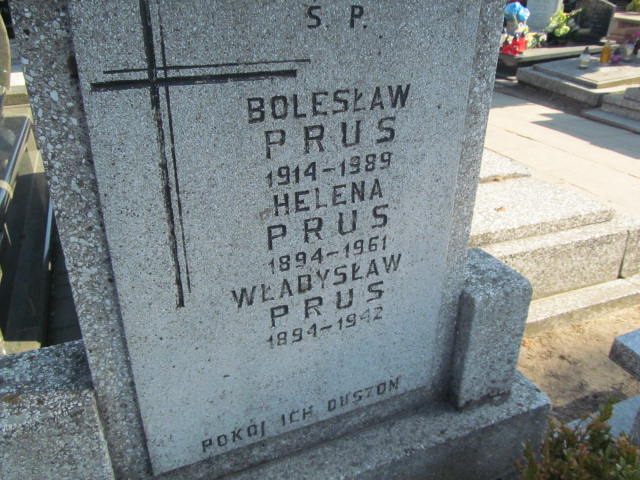 S. P.
BOLESŁAW
PRUS
1914-1989
HELENA
PRUS
1894-1961
WŁADYSŁAW
PRUS
1894-1942
POKÓJ ICH DUSZOM